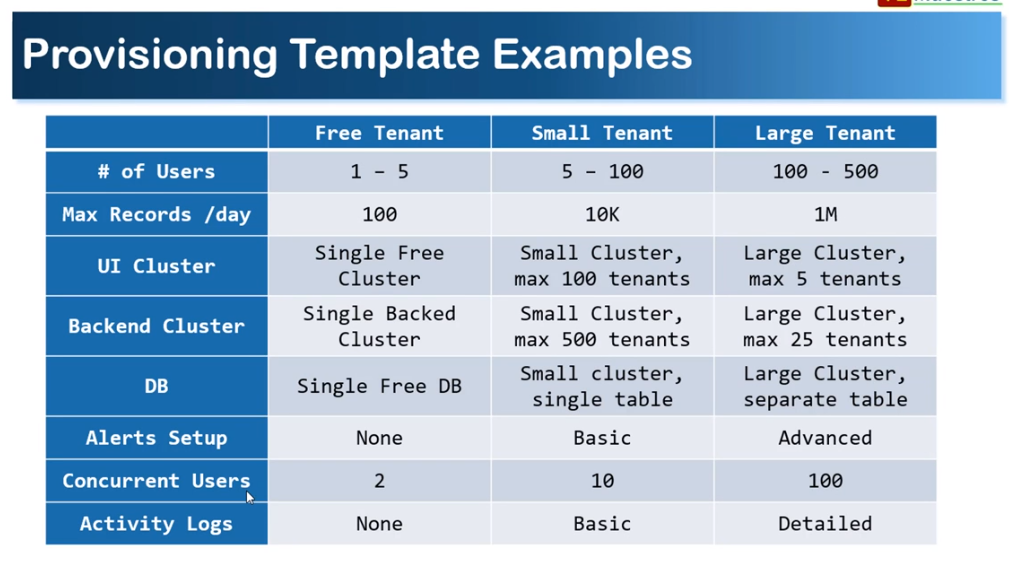 Provisioning Template Examples
Free Tenant Small Tenant Large Tenant
# of Users 1 – 5 5 – 100 100 - 500
Max Records /day 100 10K 1M
UI Cluster Single Free Cluster Small Cluster, max 100 tenants Large Cluster, max 5 tenants
Backend Cluster Single Backed Cluster Small Cluster, max 500 tenants Large Cluster, max 25 tenants
DB Single Free DB Small cluster, single table Large Cluster, separate table
Alerts Setup None Basic Advanced
Concurrent Users 2 10 100
Activity Logs None Basic Detailed